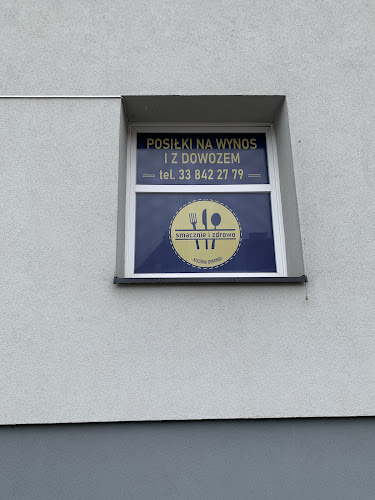 POSIŁKI NA WYNOS
I Z DOWOZEM
tel. 33 842 27 79
smacznie i zdrowo